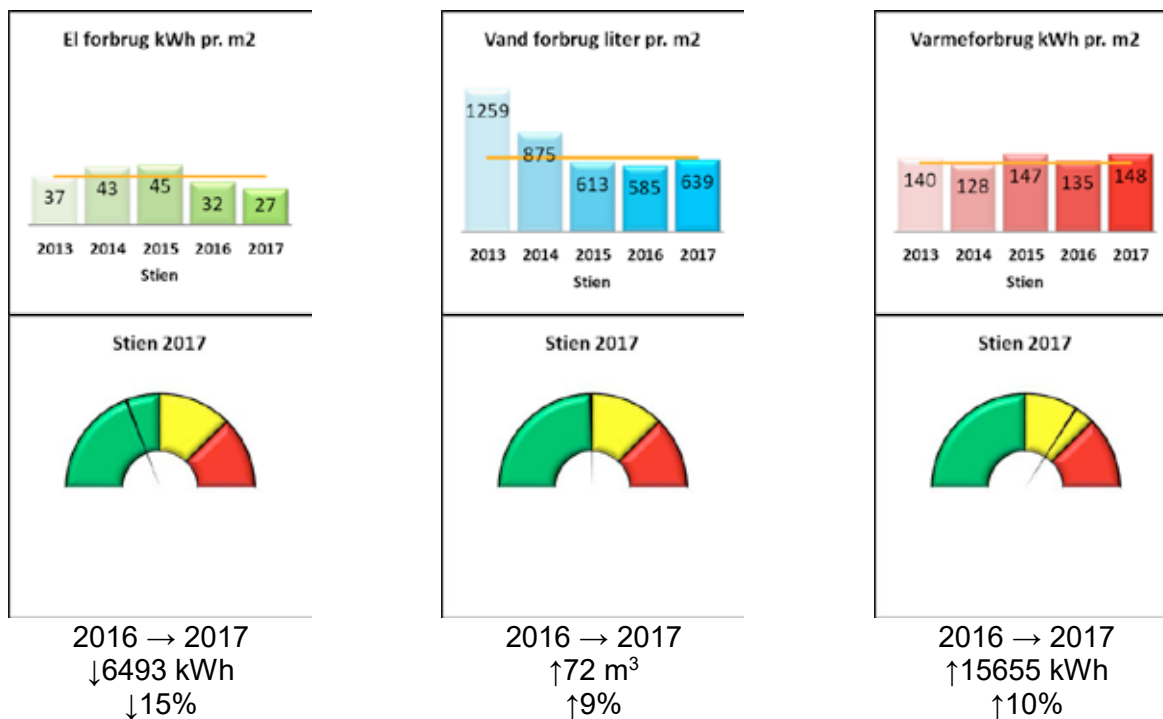 El forbrug kWh pr. m2
37 43 45 32 27
2013 2014 2015 2016 2017
Stien
Stien 2017
2016 → 2017
↓6493 kWh
↓15%
Vand forbrug liter pr. m2
1259 875 613 585 639
2013 2014 2015 2016 2017
Stien
Stien 2017
2016 → 2017
↑72 m³
↑9%
Varmeforbrug kWh pr. m2
140 128 147 135 148
2013 2014 2015 2016 2017
Stien
Stien 2017
2016 → 2017
↑15655 kWh
↑10%